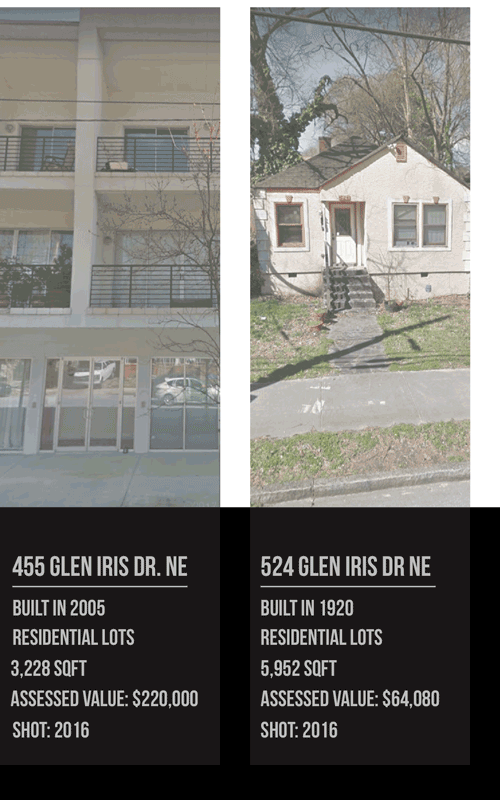 455 GLEN IRIS DR. NE
BUILT IN 2005
RESIDENTIAL LOTS
3,228 SQFT
ASSESSED VALUE: $220,000
SHOT: 2016
524 GLEN IRIS DR NE
BUILT IN 1920
RESIDENTIAL LOTS
5,952 SQFT
ASSESSED VALUE: $64,080
SHOT: 2016